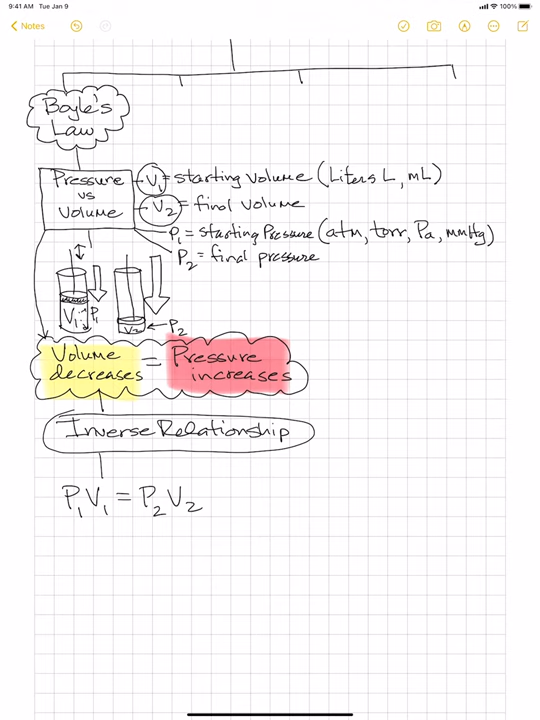 9:41 AM Tue Jan 9
100%
Notes
Boyle's
Law
Pressure
vs
Volume
V₁ = starting volume (Liters L, mL)
V₂ = final volume
P₁ = starting Pressure (atm, torr, Pa, mmHg)
P₂ = final pressure
V₁ P₁
V₂ P₂
Volume decreases = Pressure increases
Inverse Relationship
P₁V₁ = P₂V₂